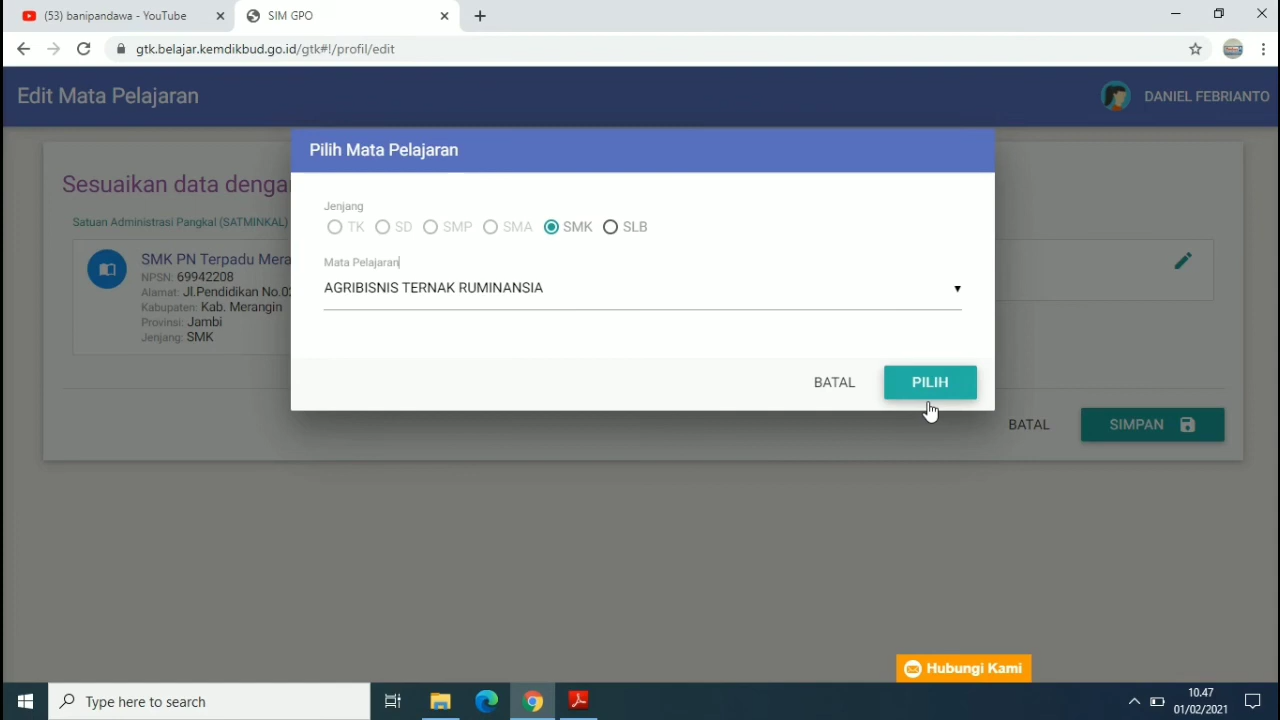 (53) banipandawa - YouTube
SIM GPO
gtk.belajar.kemdikbud.go.id/gtk#!/profil/edit
Edit Mata Pelajaran
DANIEL FEBRIANTO
Pilih Mata Pelajaran
Sesuaikan data denga
Satuan Administrasi Pangkal (SATMINKAL)
SMK PN Terpadu Mera
NPSN: 69942208
Alamat: Jl.Pendidikan No.0
Kabupaten: Kab. Merangin
Provinsi: Jambi
Jenjang: SMK
Jenjang
TK SD SMP SMA SMK SLB
Mata Pelajaran
AGRIBISNIS TERNAK RUMINANSIA
BATAL PILIH
BATAL SIMPAN
Hubungi Kami
Type here to search
10.47
01/02/2021